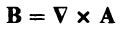 B = ∇ × A